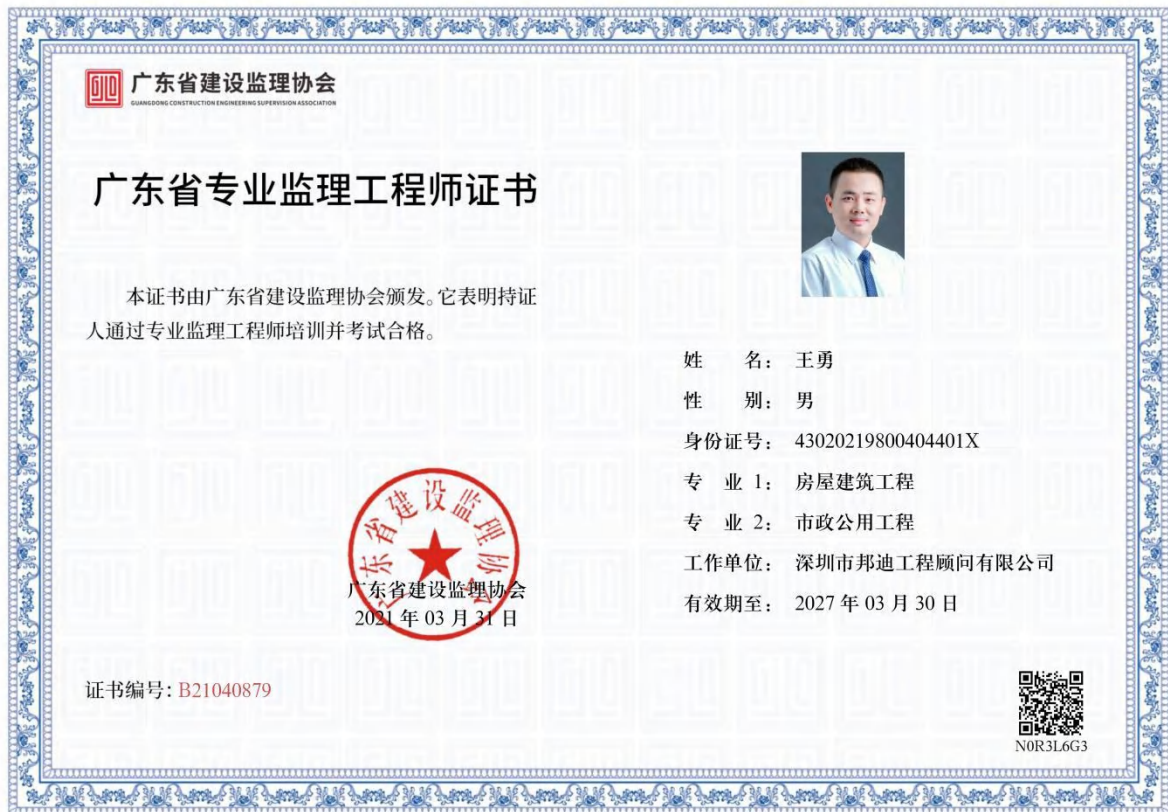 广东省建设监理协会
GUANGDONG CONSTRUCTION ENGINEERING SUPERVISION ASSOCIATION
广东省专业监理工程师证书
本证书由广东省建设监理协会颁发。它表明持证
人通过专业监理工程师培训并考试合格。
姓 名： 王勇
性 别： 男
身份证号： 43020219800404401X
专 业 1： 房屋建筑工程
专 业 2： 市政公用工程
工作单位： 深圳市邦迪工程顾问有限公司
有效期至： 2027 年 03 月 30 日
广东省建设监理协会
广东省建设监理协会
2021 年 03 月 31 日
证书编号: B21040879
N0R3L6G3